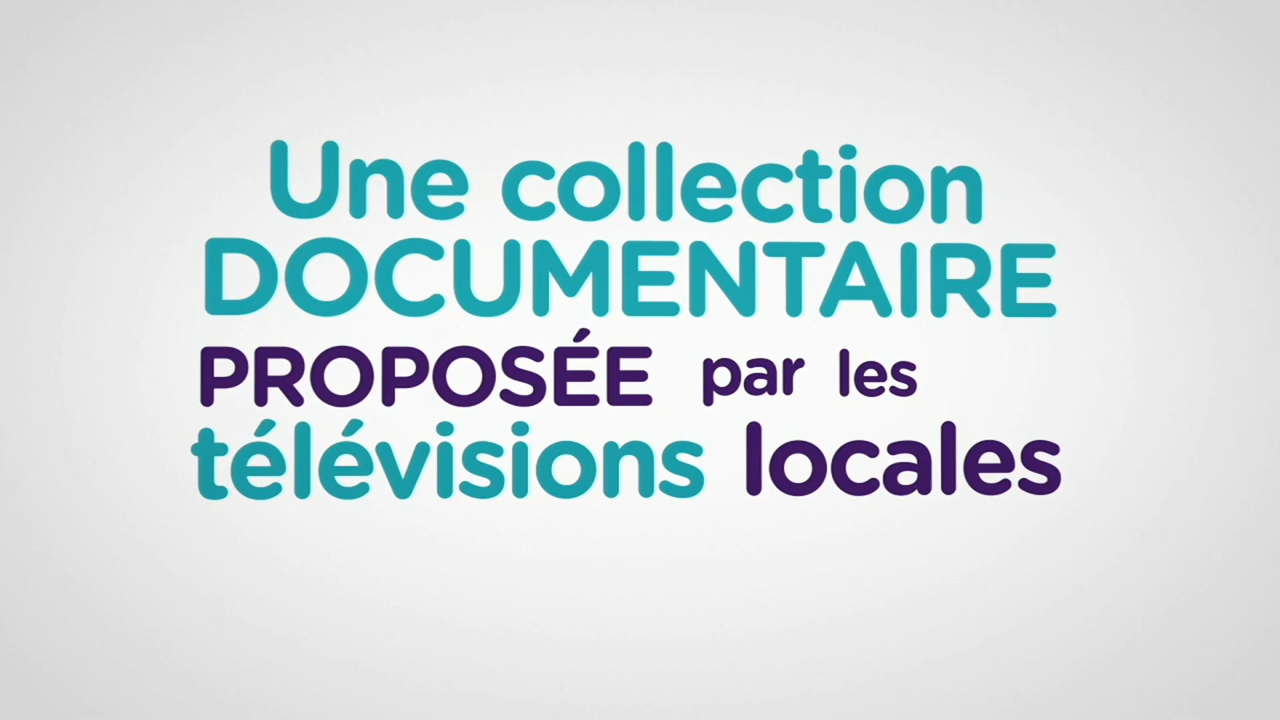 Une collection
DOCUMENTAIRE
PROPOSÉE par les
télévisions locales